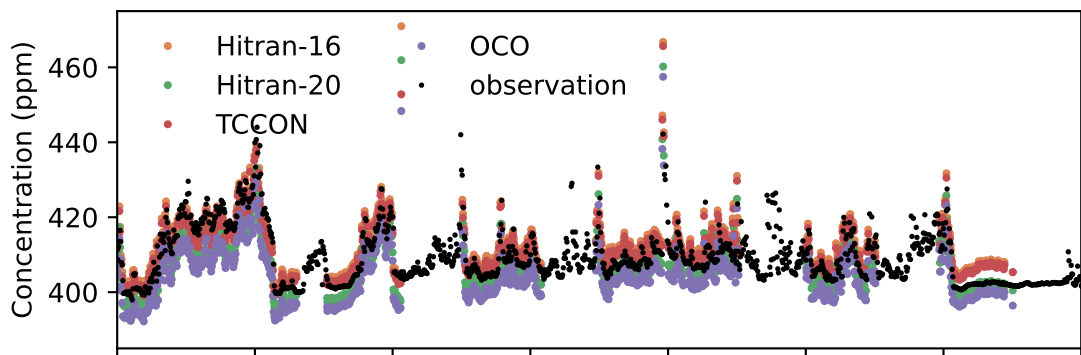 Concentration (ppm)
460
440
420
400
Hitran-16
Hitran-20
TCCON
OCO
observation